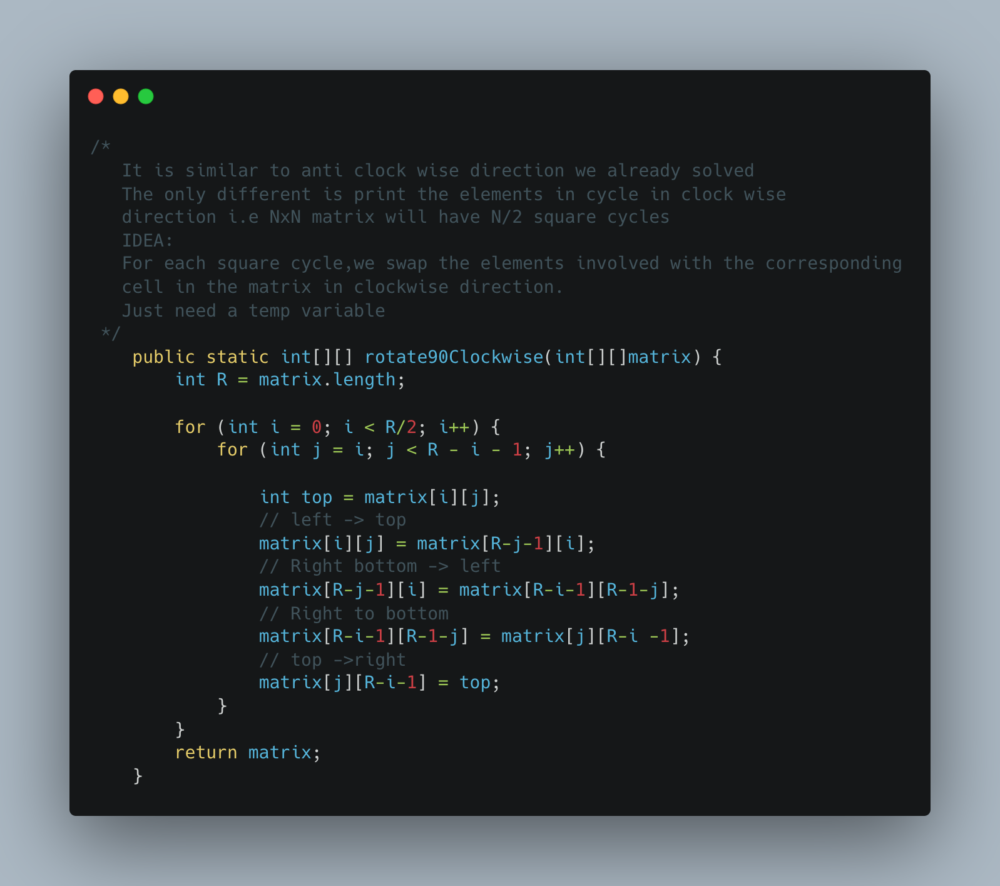 /*
   It is similar to anti clock wise direction we already solved
   The only different is print the elements in cycle in clock wise
   direction i.e NxN matrix will have N/2 square cycles
   IDEA:
   For each square cycle,we swap the elements involved with the corresponding
   cell in the matrix in clockwise direction.
   Just need a temp variable
 */
    public static int[][] rotate90Clockwise(int[][]matrix) {
        int R = matrix.length;

        for (int i = 0; i < R/2; i++) {
            for (int j = i; j < R - i - 1; j++) {

                int top = matrix[i][j];
                // left -> top
                matrix[i][j] = matrix[R-j-1][i];
                // Right bottom -> left
                matrix[R-j-1][i] = matrix[R-i-1][R-1-j];
                // Right to bottom
                matrix[R-i-1][R-1-j] = matrix[j][R-i -1];
                // top ->right
                matrix[j][R-i-1] = top;
            }
        }
        return matrix;
    }